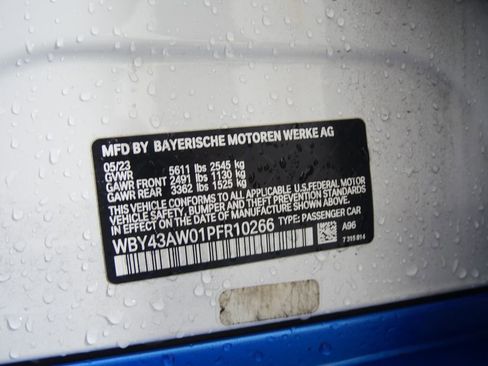 MFD BY BAYERISCHE MOTOREN WERKE AG
05/23
GVWR 5611 lbs 2545 kg
GAWR FRONT 2491 lbs 1130 kg
GAWR REAR 3362 lbs 1525 kg
THIS VEHICLE CONFORMS TO ALL APPLICABLE U.S.FEDERAL MOTOR
VEHICLE SAFETY, BUMPER, AND THEFT PREVENTION STANDARDS
IN EFFECT ON THE DATE OF MANUFACTURE SHOWN ABOVE.
WBY43AW01PFR10266 TYPE: PASSENGER CAR
A96
7 315 814